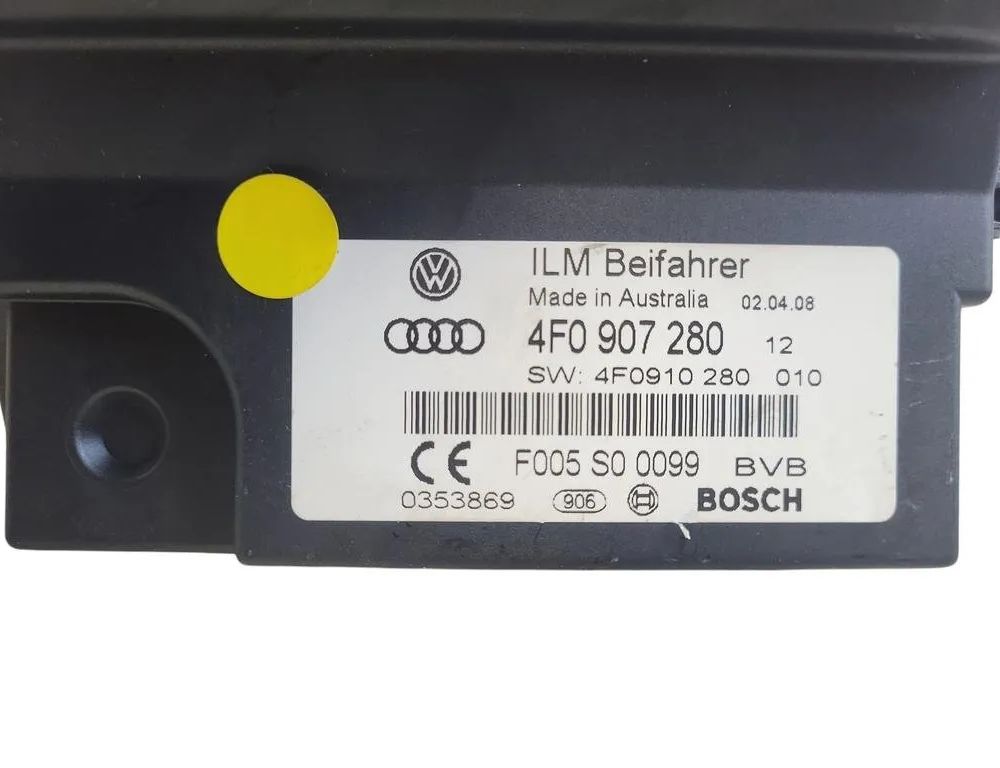 ILM Beifahrer
Made in Australia 02.04.08
4F0 907 280 12
SW: 4F0910 280 010
CE F005 S0 0099 BVB
0353869 906 BOSCH